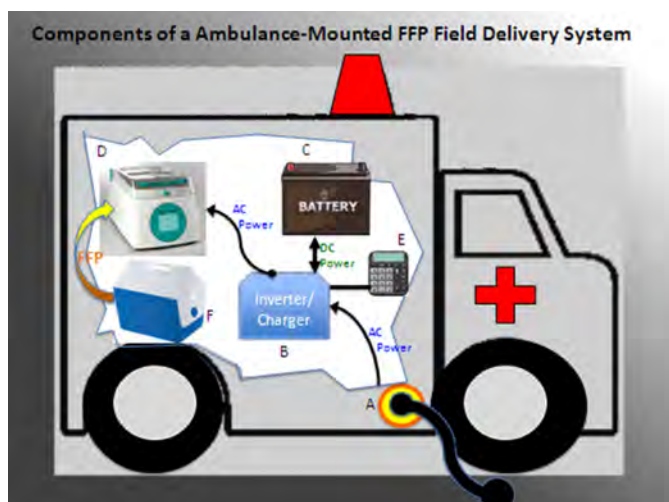 Components of a Ambulance-Mounted FFP Field Delivery System
D
C
BATTERY
AC
Power
E
DC
Power
FFP
F
Inverter/
Charger
AC
Power
B
A